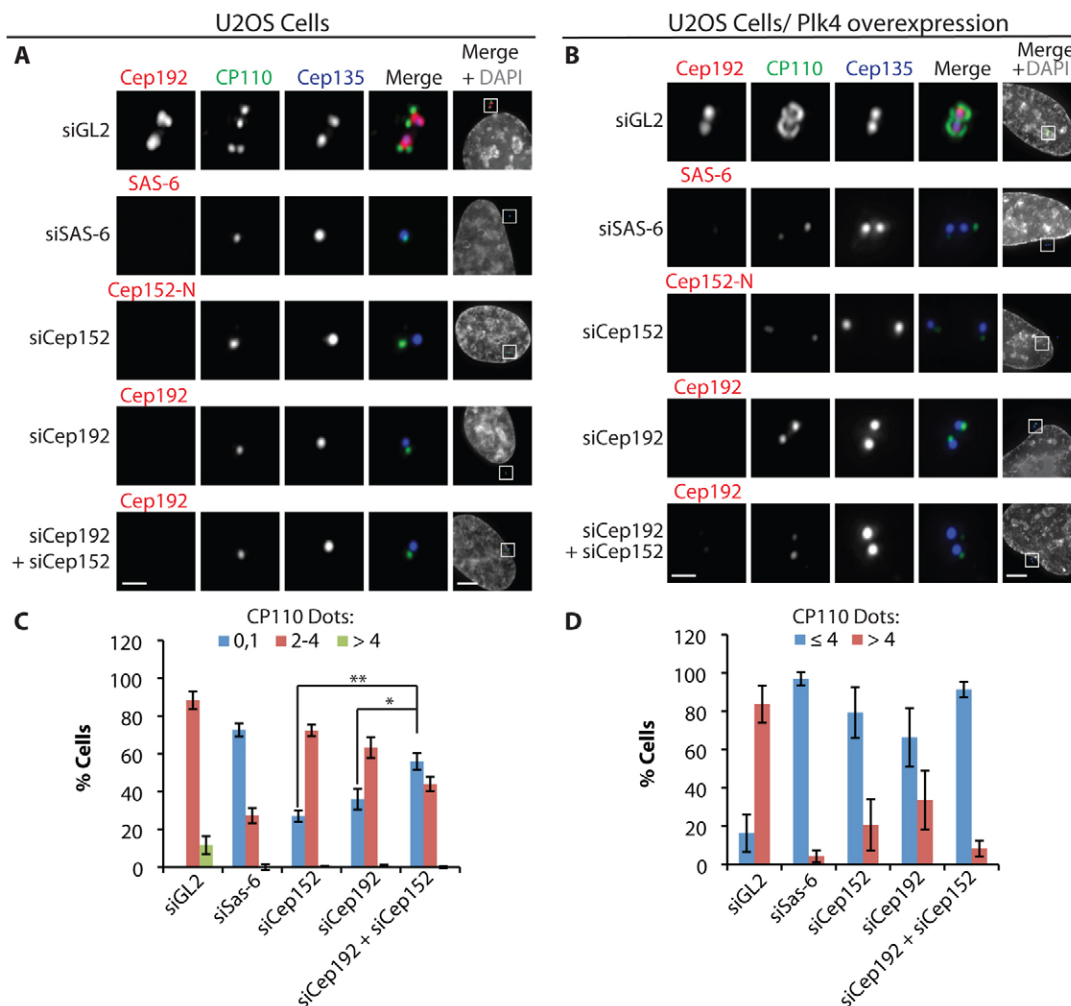 U2OS Cells
A
Cep192 CP110 Cep135 Merge Merge + DAPI
siGL2
SAS-6
siSAS-6
Cep152-N
siCep152
Cep192
siCep192
Cep192
siCep192
+ siCep152
U2OS Cells/ Plk4 overexpression
B
Cep192 CP110 Cep135 Merge Merge +DAPI
siGL2
SAS-6
siSAS-6
Cep152-N
siCep152
Cep192
siCep192
Cep192
siCep192
+ siCep152
C
CP110 Dots:
0,1 2-4 > 4
% Cells
120
100
80
60
40
20
0
**
*
siGL2
siSas-6
siCep152
siCep192
siCep192 + siCep152
D
CP110 Dots:
≤ 4 > 4
% Cells
120
100
80
60
40
20
0
siGL2
siSas-6
siCep152
siCep192
siCep192 + siCep152